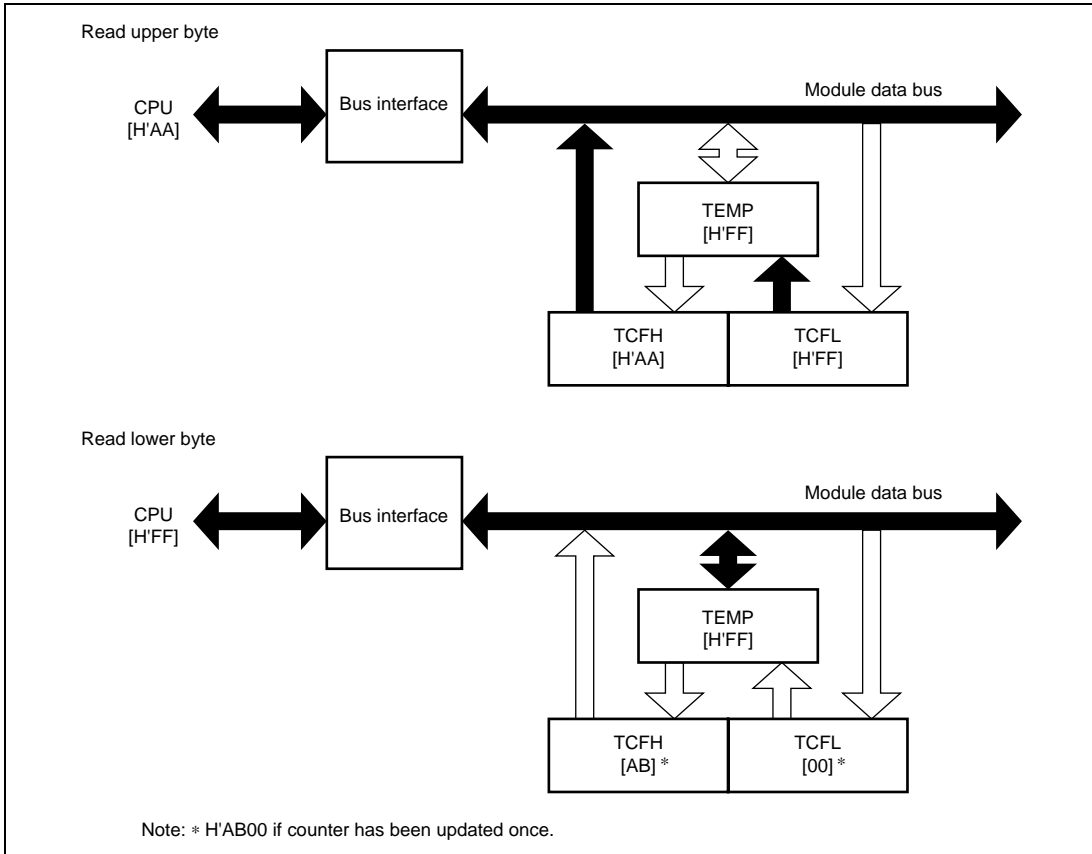 Read upper byte
CPU
[H'AA]
Bus interface
Module data bus
TEMP
[H'FF]
TCFH
[H'AA]
TCFL
[H'FF]
Read lower byte
CPU
[H'FF]
Bus interface
Module data bus
TEMP
[H'FF]
TCFH
[AB] *
TCFL
[00] *
Note: * H'AB00 if counter has been updated once.